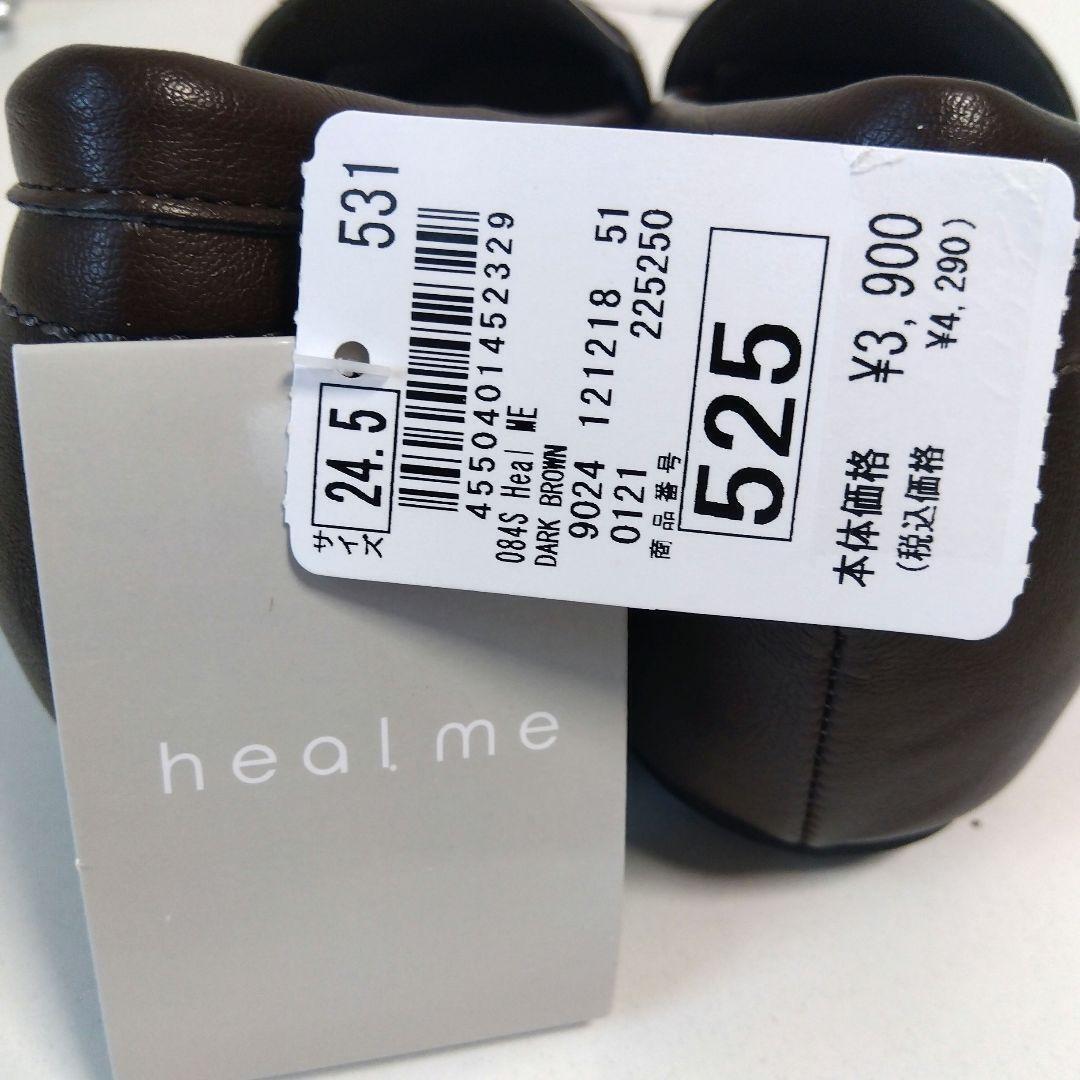 531
サイズ
24.5
4550401452329
084S Heal ME
DARK BROWN
9024 121218 51
0121 225250
商品番号
525
本体価格 ¥3,900
(税込価格 ¥4,290)
heal.me